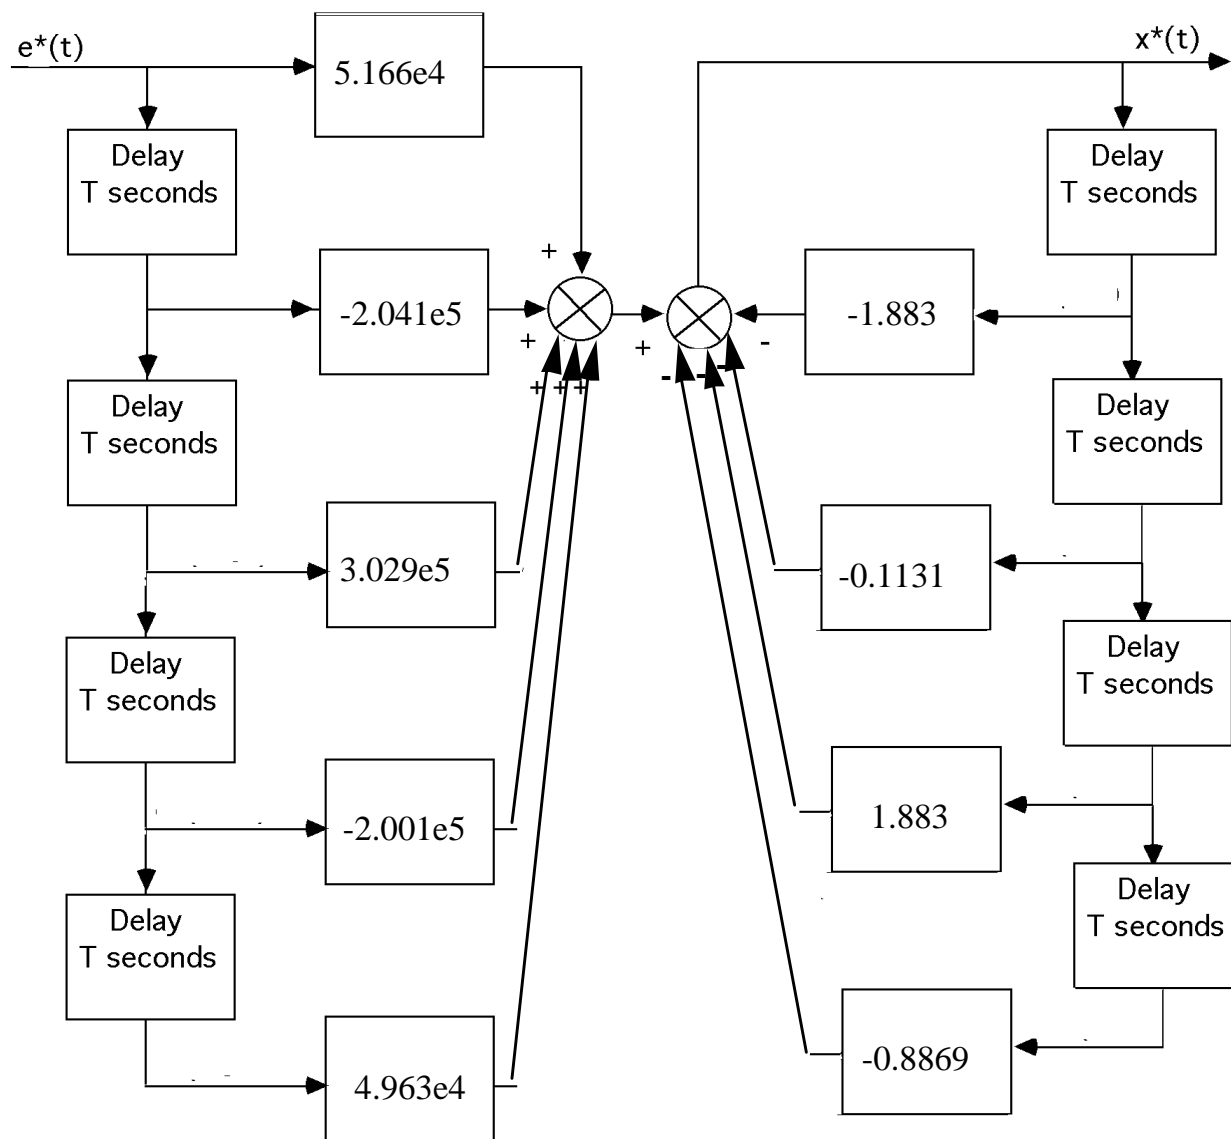 e*(t)
x*(t)
5.166e4
Delay
T seconds
Delay
T seconds
+
-2.041e5
-1.883
+
+
-
- - -
+ + +
Delay
T seconds
Delay
T seconds
3.029e5
-0.1131
Delay
T seconds
Delay
T seconds
-2.001e5
1.883
Delay
T seconds
Delay
T seconds
4.963e4
-0.8869